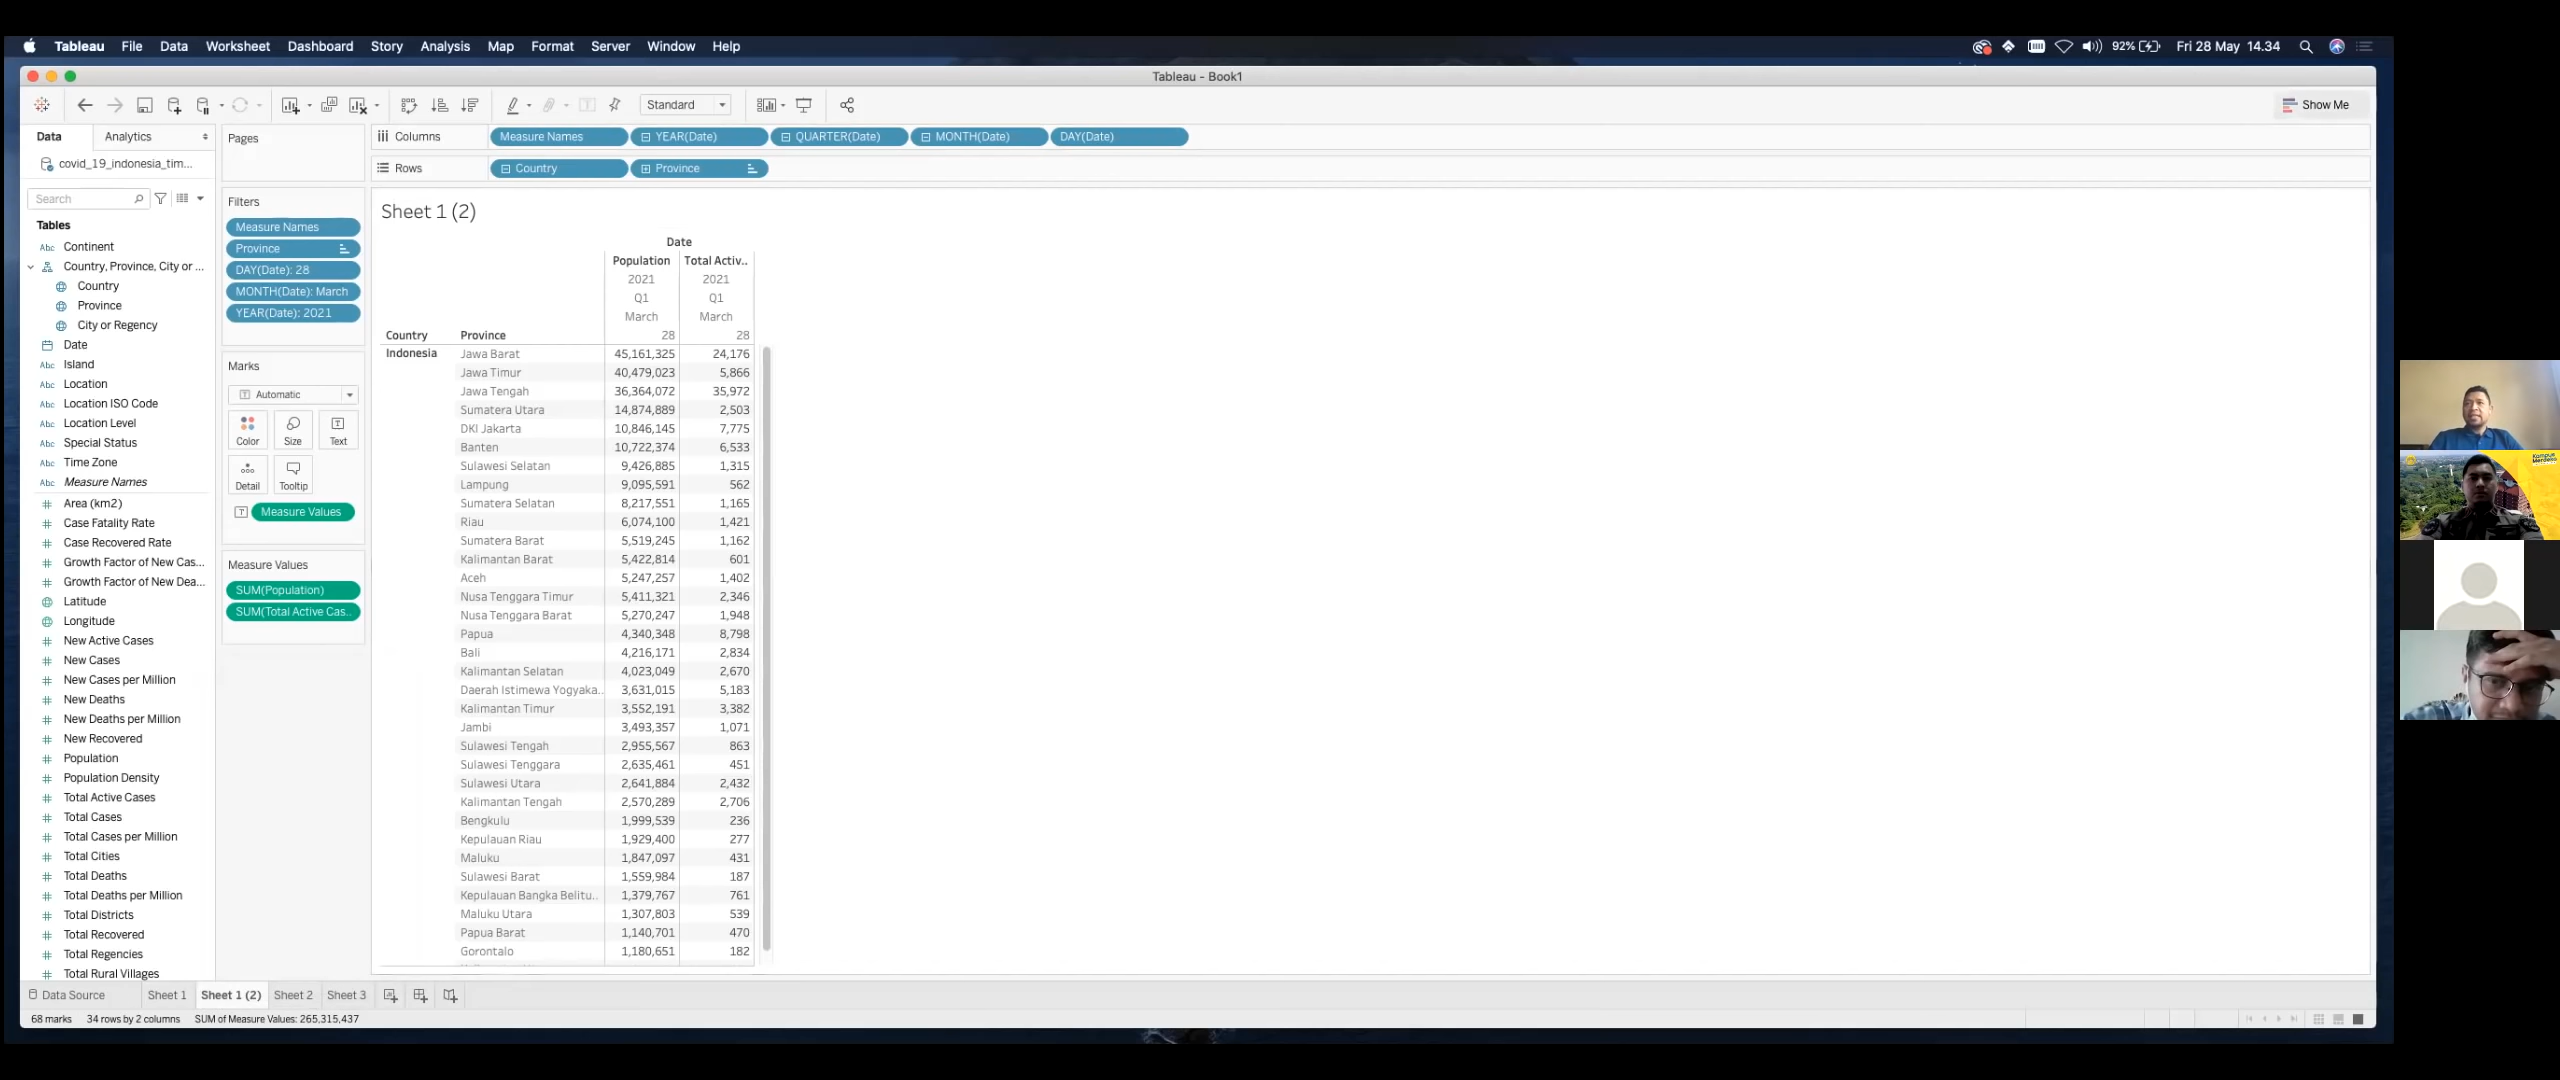 Tableau File Data Worksheet Dashboard Story Analysis Map Format Server Window Help 92% Fri 28 May 14.34
Tableau - Book1
Standard Show Me
Data Analytics
covid_19_indonesia_tim...
Search
Tables
Abc Continent
Country, Province, City or ...
Country
Province
City or Regency
Date
Abc Island
Abc Location
Abc Location ISO Code
Abc Location Level
Abc Special Status
Abc Time Zone
Abc Measure Names
Area (km2)
Case Fatality Rate
Case Recovered Rate
Growth Factor of New Cas...
Growth Factor of New Dea...
Latitude
Longitude
New Active Cases
New Cases
New Cases per Million
New Deaths
New Deaths per Million
New Recovered
Population
Population Density
Total Active Cases
Total Cases
Total Cases per Million
Total Cities
Total Deaths
Total Deaths per Million
Total Districts
Total Recovered
Total Regencies
Total Rural Villages
Pages
Filters
Measure Names
Province
DAY(Date): 28
MONTH(Date): March
YEAR(Date): 2021
Marks
T Automatic
Color Size Text
Detail Tooltip
T Measure Values
Measure Values
SUM(Population)
SUM(Total Active Cas..
Columns Measure Names YEAR(Date) QUARTER(Date) MONTH(Date) DAY(Date)
Rows Country Province
Sheet 1 (2)
Date
Population Total Activ..
2021 2021
Q1 Q1
March March
Country Province 28 28
Indonesia Jawa Barat 45,161,325 24,176
Jawa Timur 40,479,023 5,866
Jawa Tengah 36,364,072 35,972
Sumatera Utara 14,874,889 2,503
DKI Jakarta 10,846,145 7,775
Banten 10,722,374 6,533
Sulawesi Selatan 9,426,885 1,315
Lampung 9,095,591 562
Sumatera Selatan 8,217,551 1,165
Riau 6,074,100 1,421
Sumatera Barat 5,519,245 1,162
Kalimantan Barat 5,422,814 601
Aceh 5,247,257 1,402
Nusa Tenggara Timur 5,411,321 2,346
Nusa Tenggara Barat 5,270,247 1,948
Papua 4,340,348 8,798
Bali 4,216,171 2,834
Kalimantan Selatan 4,023,049 2,670
Daerah Istimewa Yogyaka.. 3,631,015 5,183
Kalimantan Timur 3,552,191 3,382
Jambi 3,493,357 1,071
Sulawesi Tengah 2,955,567 863
Sulawesi Tenggara 2,635,461 451
Sulawesi Utara 2,641,884 2,432
Kalimantan Tengah 2,570,289 2,706
Bengkulu 1,999,539 236
Kepulauan Riau 1,929,400 277
Maluku 1,847,097 431
Sulawesi Barat 1,559,984 187
Kepulauan Bangka Belitu.. 1,379,767 761
Maluku Utara 1,307,803 539
Papua Barat 1,140,701 470
Gorontalo 1,180,651 182
Data Source Sheet 1 Sheet 1 (2) Sheet 2 Sheet 3
68 marks 34 rows by 2 columns SUM of Measure Values: 265,315,437
Kampus
Merdeka